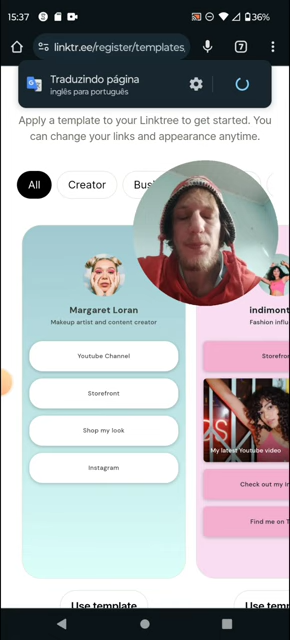 15:37
36%
linktr.ee/register/templates
7
Traduzindo página
inglês para português
Apply a template to your Linktree to get started. You
can change your links and appearance anytime.
All
Creator
Margaret Loran
Makeup artist and content creator
Youtube Channel
Storefront
Shop my look
Instagram
Use template
indimont
Fashion influ
Storefro
My latest Youtube video
Check out my
Find me on T
Use temp